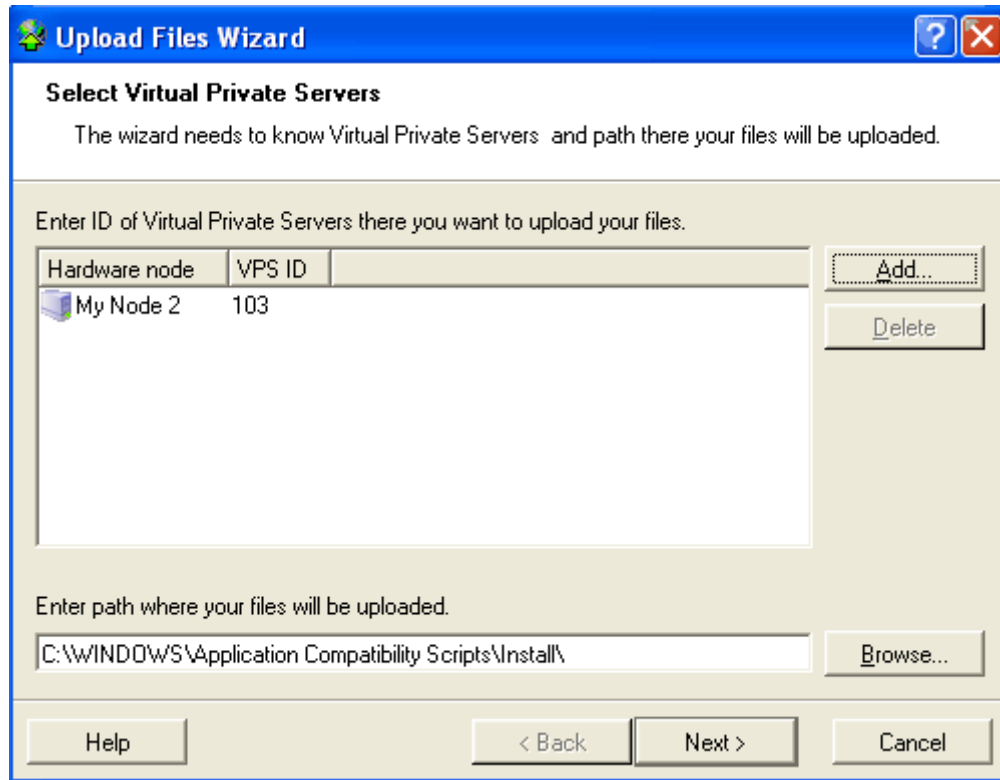 Upload Files Wizard
Select Virtual Private Servers
The wizard needs to know Virtual Private Servers  and path there your files will be uploaded.
Enter ID of Virtual Private Servers there you want to upload your files.
Hardware node VPS ID
Add...
My Node 2 103
Delete
Enter path where your files will be uploaded.
C:\WINDOWS\Application Compatibility Scripts\Install\
Browse...
Help
< Back
Next >
Cancel